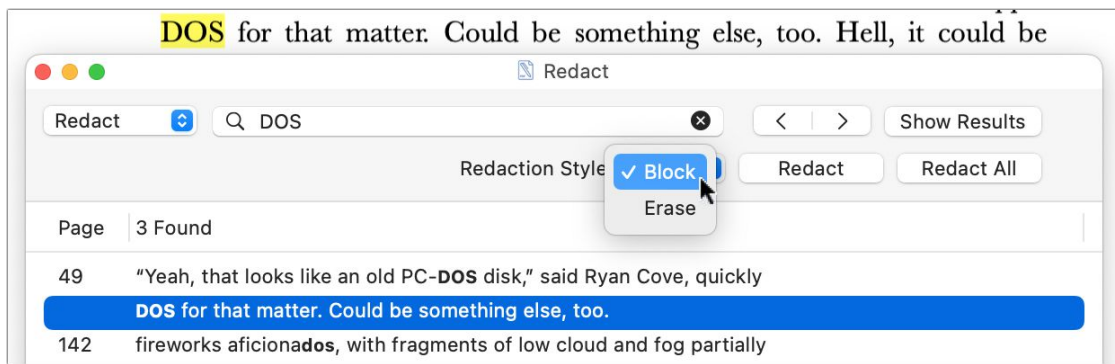 DOS for that matter. Could be something else, too. Hell, it could be
Redact
Redact DOS Show Results
Redaction Style Block Redact Redact All
Erase
Page 3 Found
49 “Yeah, that looks like an old PC-DOS disk,” said Ryan Cove, quickly
DOS for that matter. Could be something else, too.
142 fireworks aficionados, with fragments of low cloud and fog partially